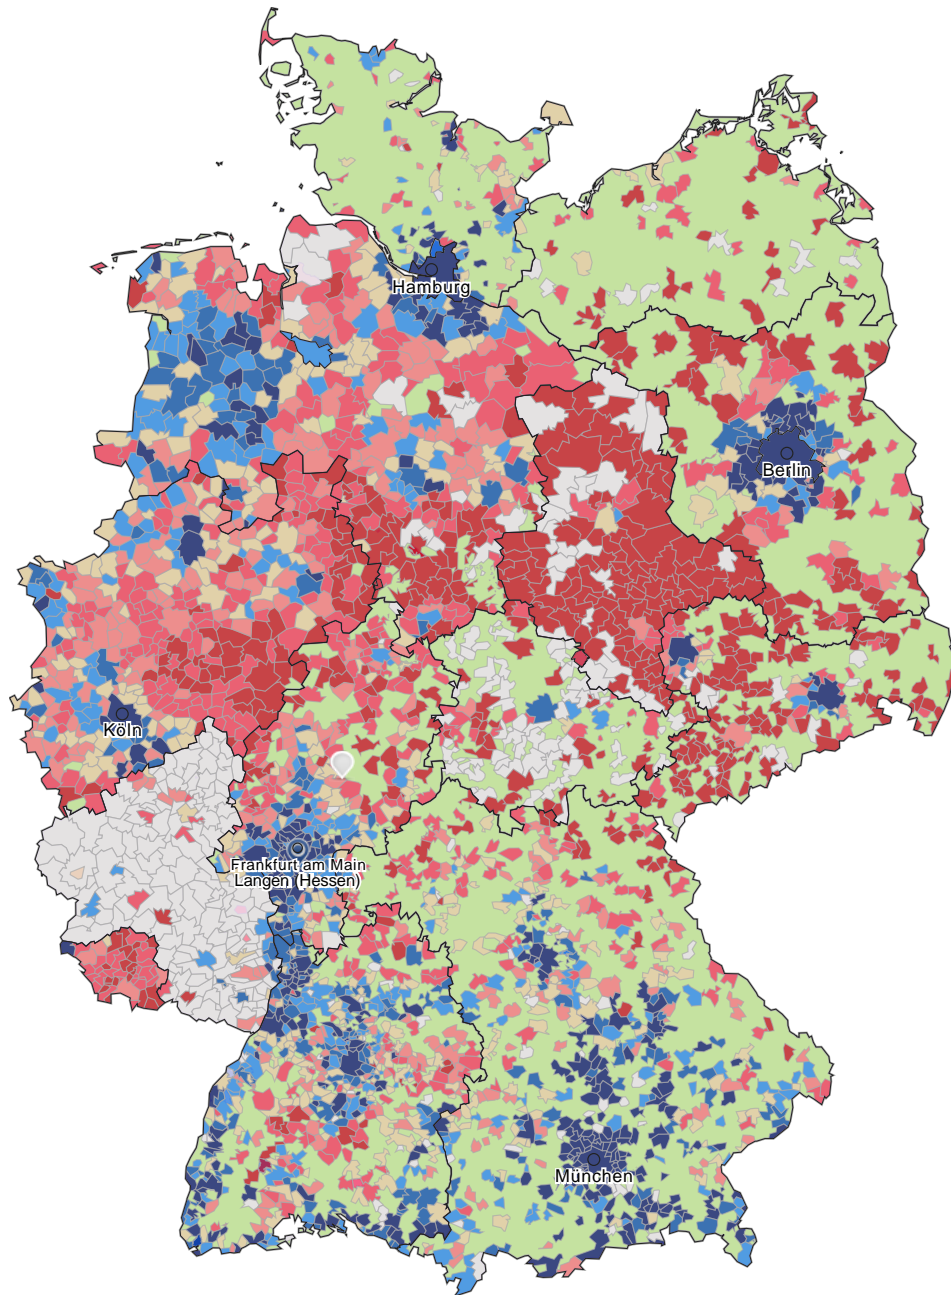 Hamburg
Berlin
Köln
Frankfurt am Main
Langen (Hessen)
München